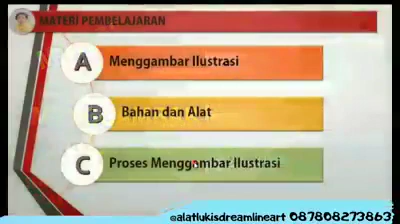 MATERI PEMBELAJARAN
A Menggambar Ilustrasi
B Bahan dan Alat
C Proses Menggambar Ilustrasi
@alatlukisdreamlineart 087808273863